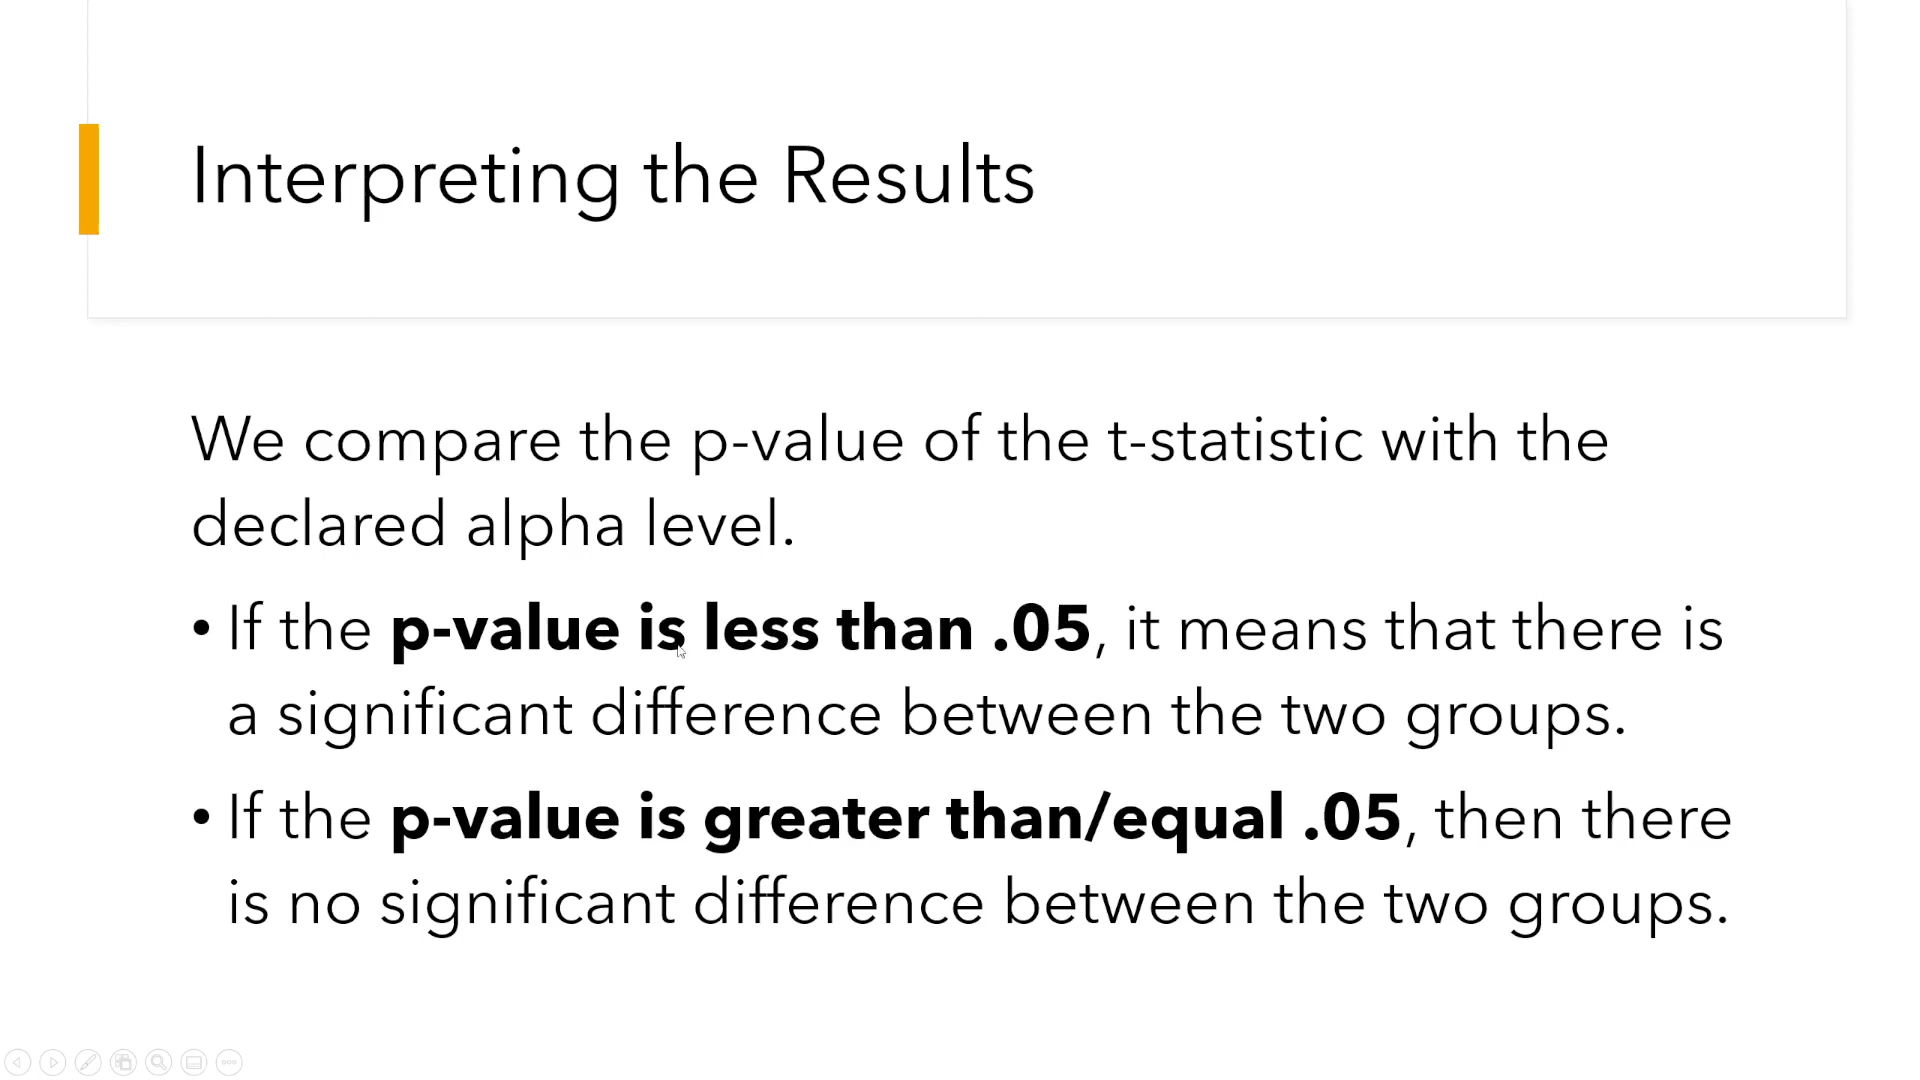 Interpreting the Results
We compare the p-value of the t-statistic with the
declared alpha level.
• If the p-value is less than .05, it means that there is
a significant difference between the two groups.
• If the p-value is greater than/equal .05, then there
is no significant difference between the two groups.